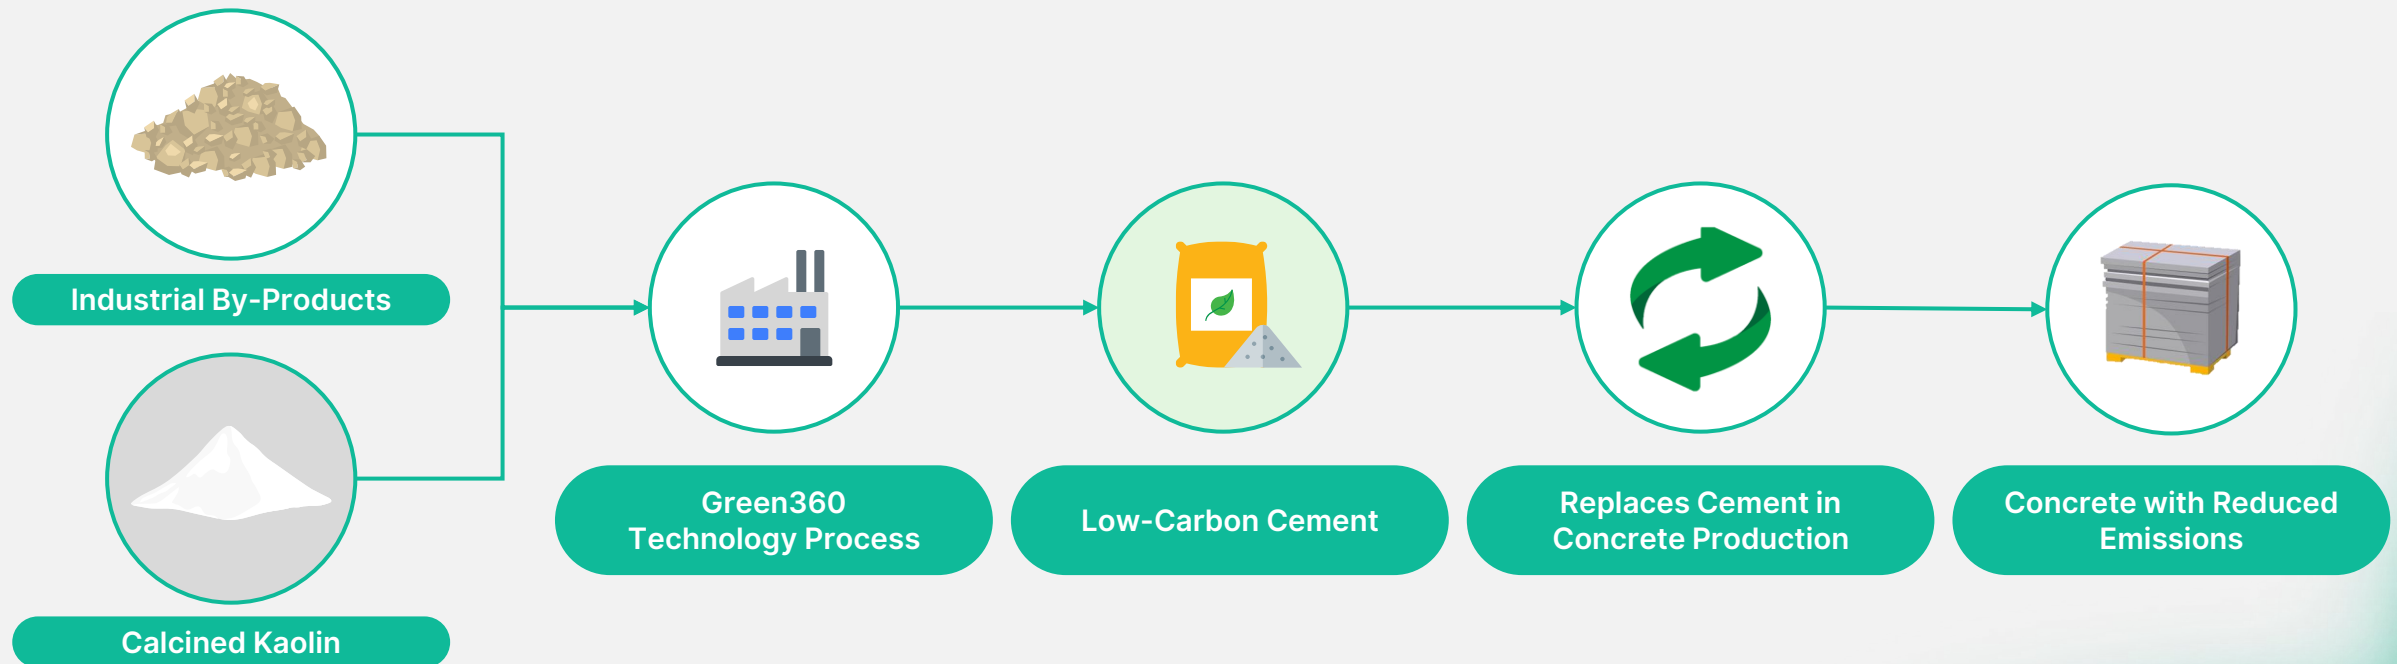 Industrial By-Products
Calcined Kaolin
Green360
Technology Process
Low-Carbon Cement
Replaces Cement in
Concrete Production
Concrete with Reduced
Emissions